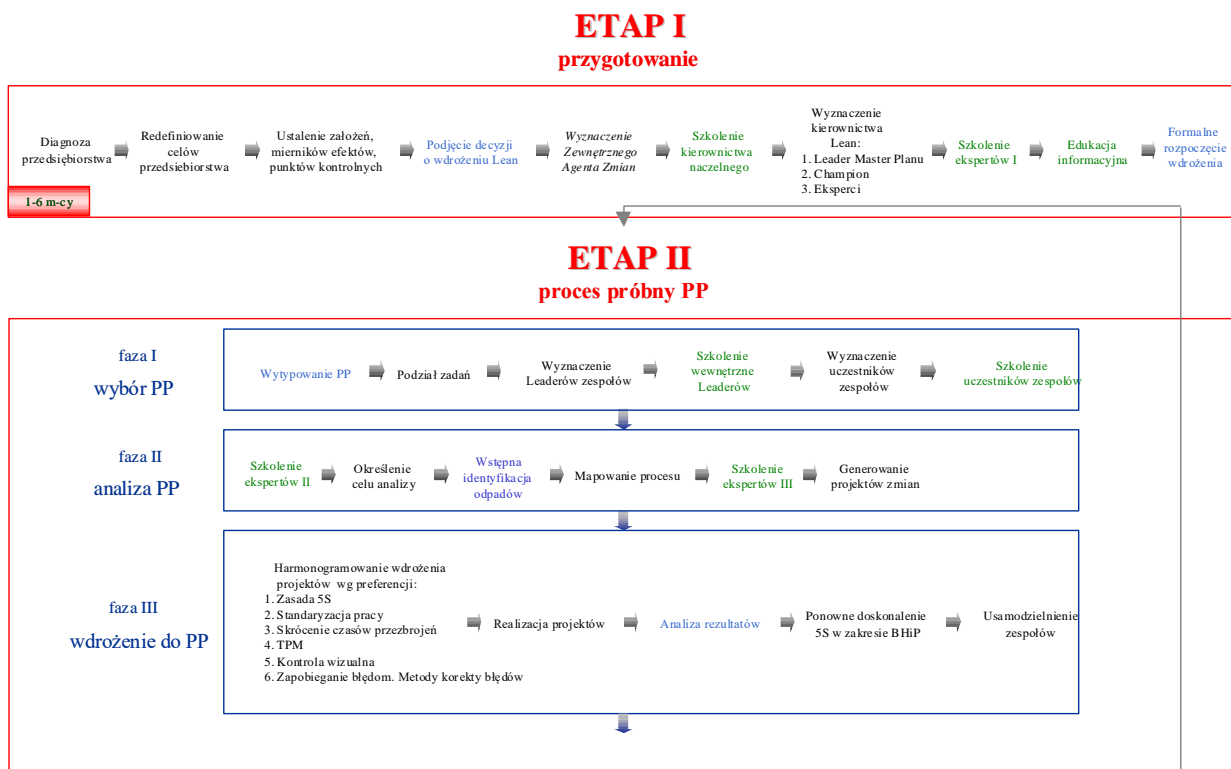 ETAP I
przygotowanie
Diagnoza
przedsiębiorstwa
Redefiniowanie
celów
przedsiębiorstwa
Ustalenie założeń,
mierników efektów,
punktów kontrolnych
Podjęcie decyzji
o wdrożeniu Lean
Wyznaczenie
Zewnętrznego
Agenta Zmian
Szkolenie
kierownictwa
naczelnego
Wyznaczenie
kierownictwa
Lean:
1. Leader Master Planu
2. Champion
3. Eksperci
Szkolenie
ekspertów I
Edukacja
informacyjna
Formalne
rozpoczęcie
wdrożenia
1-6 m-cy
ETAP II
proces próbny PP
faza I
wybór PP
Wytypowanie PP
Podział zadań
Wyznaczenie
Leaderów zespołów
Szkolenie
wewnętrzne
Leaderów
Wyznaczenie
uczestników
zespołów
Szkolenie
uczestników zespołów
faza II
analiza PP
Szkolenie
ekspertów II
Określenie
celu analizy
Wstępna
identyfikacja
odpadów
Mapowanie procesu
Szkolenie
ekspertów III
Generowanie
projektów zmian
faza III
wdrożenie do PP
Harmonogramowanie wdrożenia
projektów wg preferencji:
1. Zasada 5S
2. Standaryzacja pracy
3. Skrócenie czasów przezbrojeń
4. TPM
5. Kontrola wizualna
6. Zapobieganie błędom. Metody korekty błędów
Realizacja projektów
Analiza rezultatów
Ponowne doskonalenie
5S w zakresie BHiP
Usamodzielnienie
zespołów